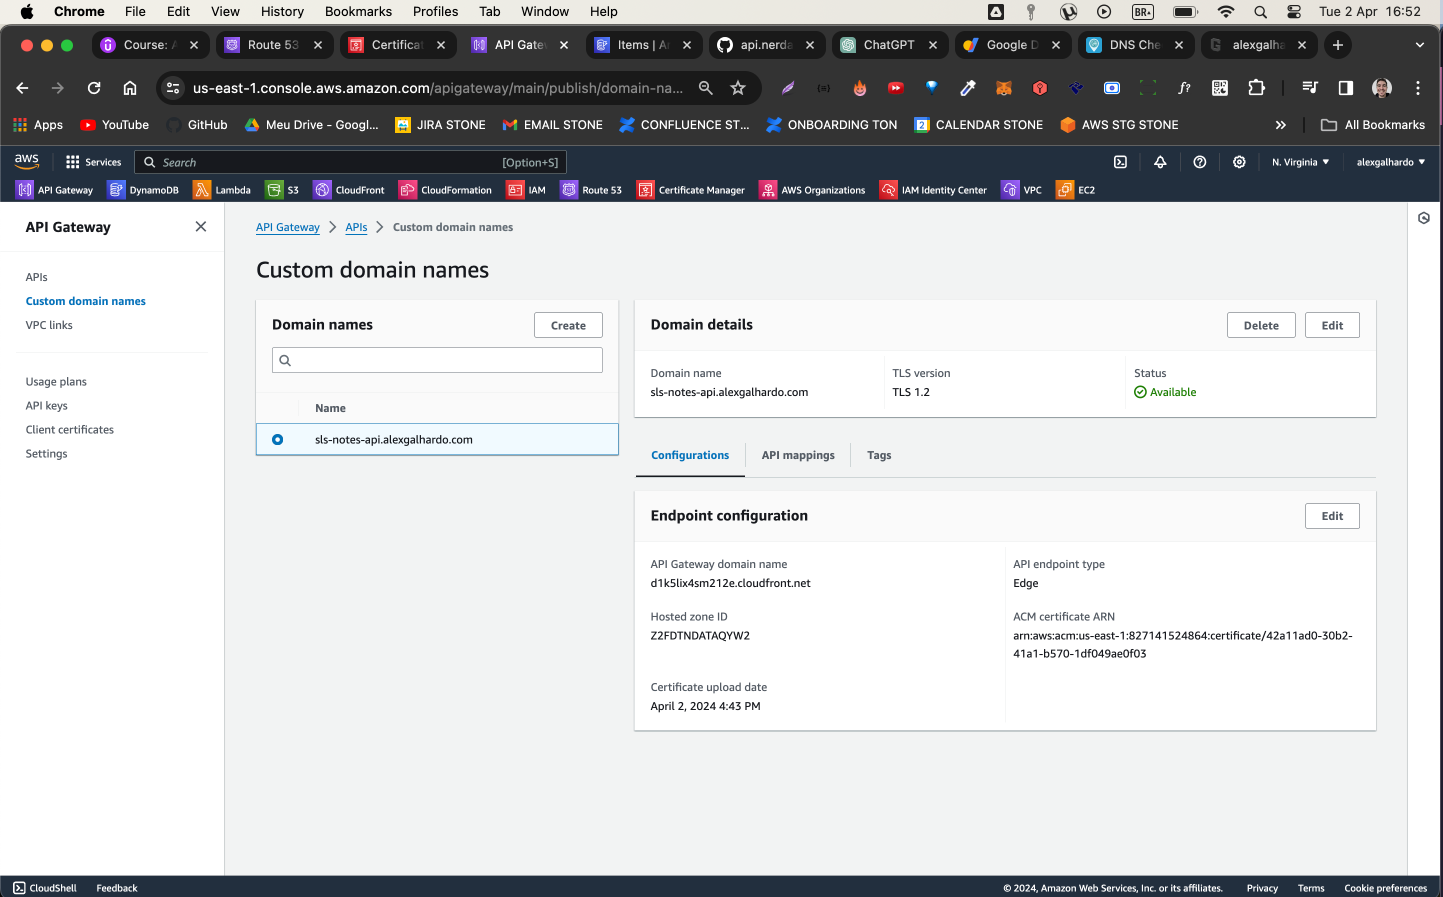 Chrome File Edit View History Bookmarks Profiles Tab Window Help BR Tue 2 Apr 16:52
Course: A Route 53 Certificat API Gatew Items | Am api.nerda ChatGPT Google D DNS Che alexgalha
us-east-1.console.aws.amazon.com/apigateway/main/publish/domain-na...
Apps YouTube GitHub Meu Drive - Googl... JIRA STONE EMAIL STONE CONFLUENCE ST... ONBOARDING TON CALENDAR STONE AWS STG STONE » All Bookmarks
aws Services Search [Option+S] N. Virginia alexgalhardo
API Gateway DynamoDB Lambda S3 CloudFront CloudFormation IAM Route 53 Certificate Manager AWS Organizations IAM Identity Center VPC EC2
API Gateway
APIs
Custom domain names
VPC links
Usage plans
API keys
Client certificates
Settings
API Gateway > APIs > Custom domain names
Custom domain names
Domain names Create
Name
sls-notes-api.alexgalhardo.com
Domain details Delete Edit
Domain name
sls-notes-api.alexgalhardo.com
TLS version
TLS 1.2
Status
Available
Configurations API mappings Tags
Endpoint configuration Edit
API Gateway domain name
d1k5lix4sm212e.cloudfront.net
Hosted zone ID
Z2FDTNDATAQYW2
Certificate upload date
April 2, 2024 4:43 PM
API endpoint type
Edge
ACM certificate ARN
arn:aws:acm:us-east-1:827141524864:certificate/42a11ad0-30b2-
41a1-b570-1df049ae0f03
CloudShell Feedback © 2024, Amazon Web Services, Inc. or its affiliates. Privacy Terms Cookie preferences